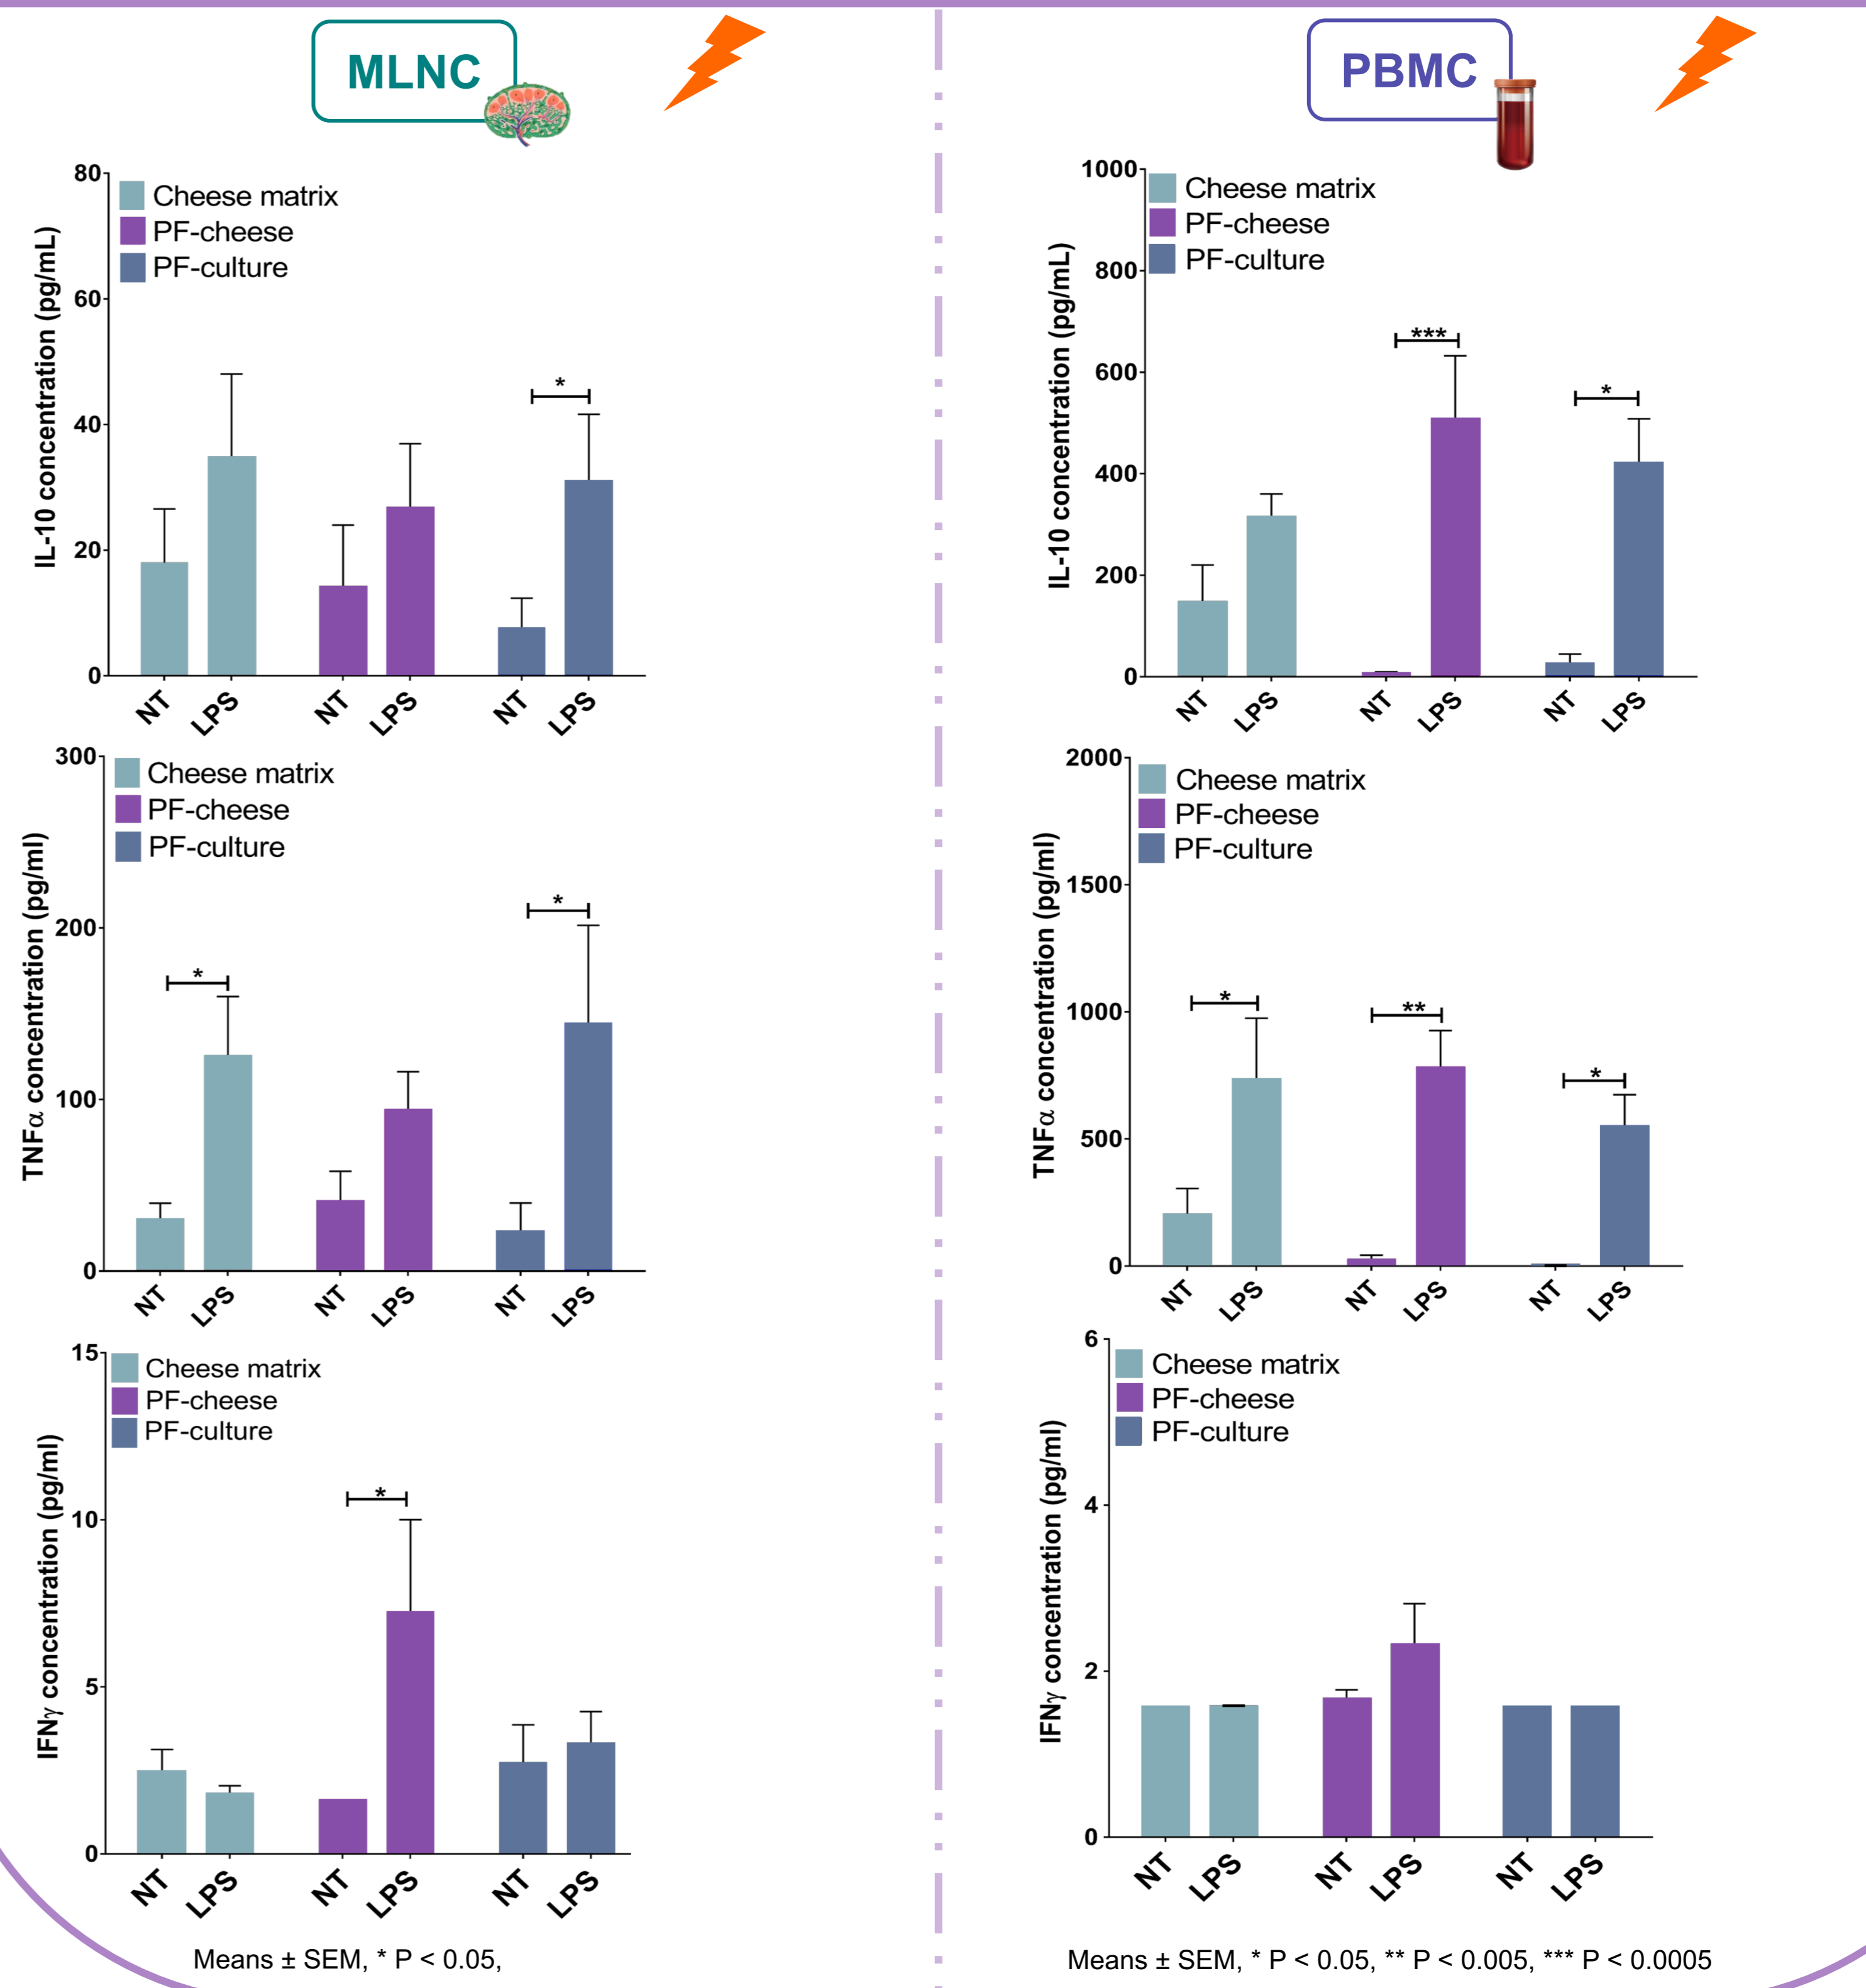 MLNC
80
60
40
20
0
IL-10 concentration (pg/mL)
Cheese matrix
PF-cheese
PF-culture
*
NT LPS NT LPS NT LPS
300
200
100
0
TNFα concentration (pg/ml)
Cheese matrix
PF-cheese
PF-culture
*
*
NT LPS NT LPS NT LPS
15
10
5
0
IFNγ concentration (pg/ml)
Cheese matrix
PF-cheese
PF-culture
*
NT LPS NT LPS NT LPS
Means ± SEM, * P < 0.05,
PBMC
1000
800
600
400
200
0
IL-10 concentration (pg/mL)
Cheese matrix
PF-cheese
PF-culture
***
*
NT LPS NT LPS NT LPS
2000
1500
1000
500
0
TNFα concentration (pg/ml)
Cheese matrix
PF-cheese
PF-culture
*
**
*
NT LPS NT LPS NT LPS
6
4
2
0
IFNγ concentration (pg/ml)
Cheese matrix
PF-cheese
PF-culture
NT LPS NT LPS NT LPS
Means ± SEM, * P < 0.05, ** P < 0.005, *** P < 0.0005